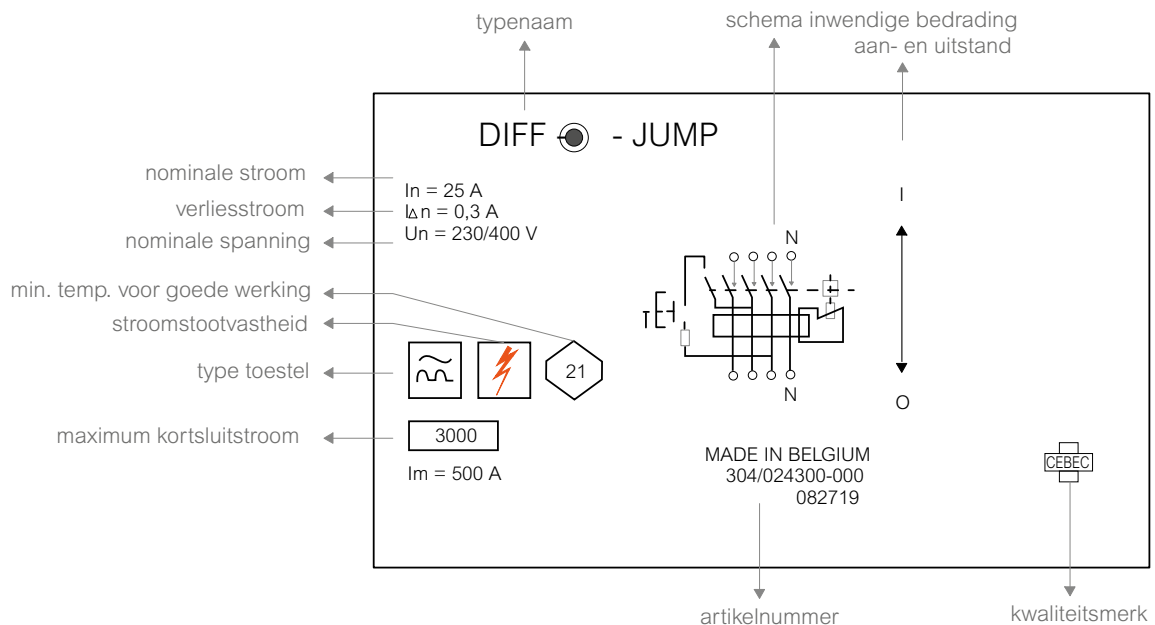 typenaam
schema inwendige bedrading
aan- en uitstand
DIFF - JUMP
nominale stroom
verliesstroom
nominale spanning
In = 25 A
I∆n = 0,3 A
Un = 230/400 V
I
N
min. temp. voor goede werking
stroomstootvastheid
type toestel
21
T
N
O
maximum kortsluitstroom
3000
Im = 500 A
MADE IN BELGIUM
304/024300-000
082719
CEBEC
artikelnummer
kwaliteitsmerk